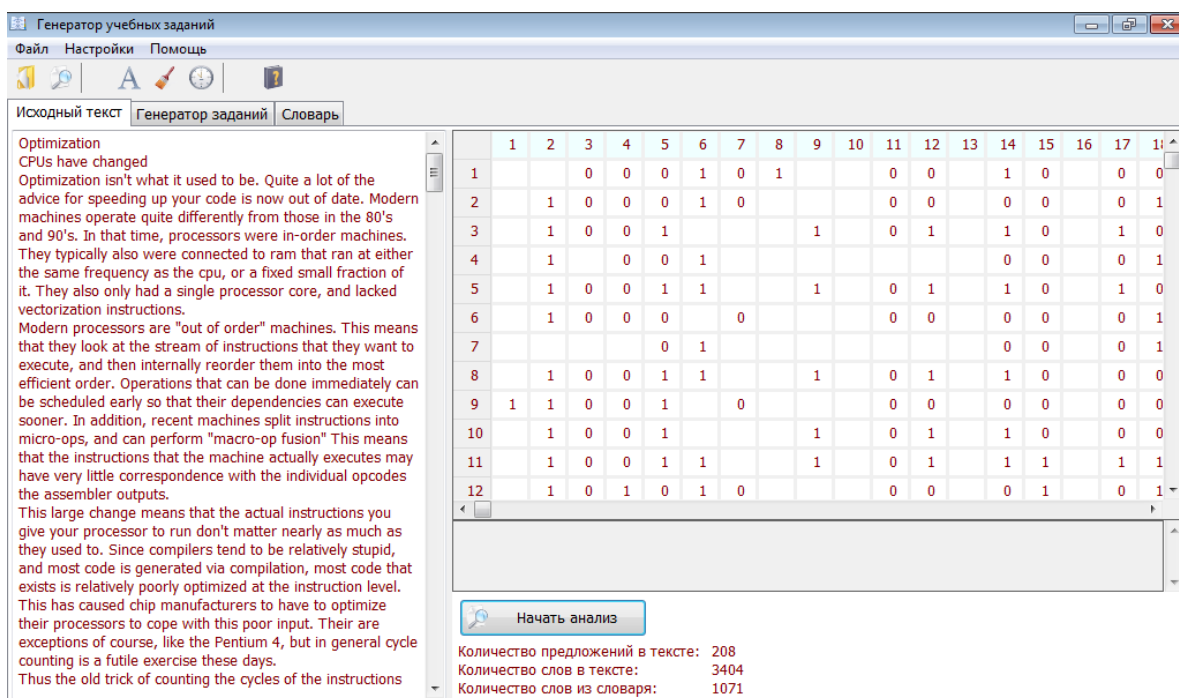 Генератор учебных заданий
Файл Настройки Помощь
Исходный текст Генератор заданий Словарь
Optimization
CPUs have changed
Optimization isn't what it used to be. Quite a lot of the
advice for speeding up your code is now out of date. Modern
machines operate quite differently from those in the 80's
and 90's. In that time, processors were in-order machines.
They typically also were connected to ram that ran at either
the same frequency as the cpu, or a fixed small fraction of
it. They also only had a single processor core, and lacked
vectorization instructions.
Modern processors are "out of order" machines. This means
that they look at the stream of instructions that they want to
execute, and then internally reorder them into the most
efficient order. Operations that can be done immediately can
be scheduled early so that their dependencies can execute
sooner. In addition, recent machines split instructions into
micro-ops, and can perform "macro-op fusion" This means
that the instructions that the machine actually executes may
have very little correspondence with the individual opcodes
the assembler outputs.
This large change means that the actual instructions you
give your processor to run don't matter nearly as much as
they used to. Since compilers tend to be relatively stupid,
and most code is generated via compilation, most code that
exists is relatively poorly optimized at the instruction level.
This has caused chip manufacturers to have to optimize
their processors to cope with this poor input. Their are
exceptions of course, like the Pentium 4, but in general cycle
counting is a futile exercise these days.
Thus the old trick of counting the cycles of the instructions
1 2 3 4 5 6 7 8 9 10 11 12 13 14 15 16 17 18
1 0 0 0 1 0 1 0 0 1 0 0 0
2 1 0 0 0 1 0 0 0 0 0 0 1
3 1 0 0 1 1 0 1 1 0 1 0
4 1 0 0 1 0 0 0 1
5 1 0 0 1 1 1 0 1 1 0 1 0
6 1 0 0 0 0 0 0 0 0 0 1
7 0 1 0 0 0 1
8 1 0 0 1 1 1 0 1 1 0 0 0
9 1 1 0 0 1 0 0 0 0 0 0 0
10 1 0 0 1 1 0 1 1 0 0 0
11 1 0 0 1 1 1 0 1 1 1 1 1
12 1 0 1 0 1 0 0 0 0 1 0 1
Начать анализ
Количество предложений в тексте: 208
Количество слов в тексте: 3404
Количество слов из словаря: 1071